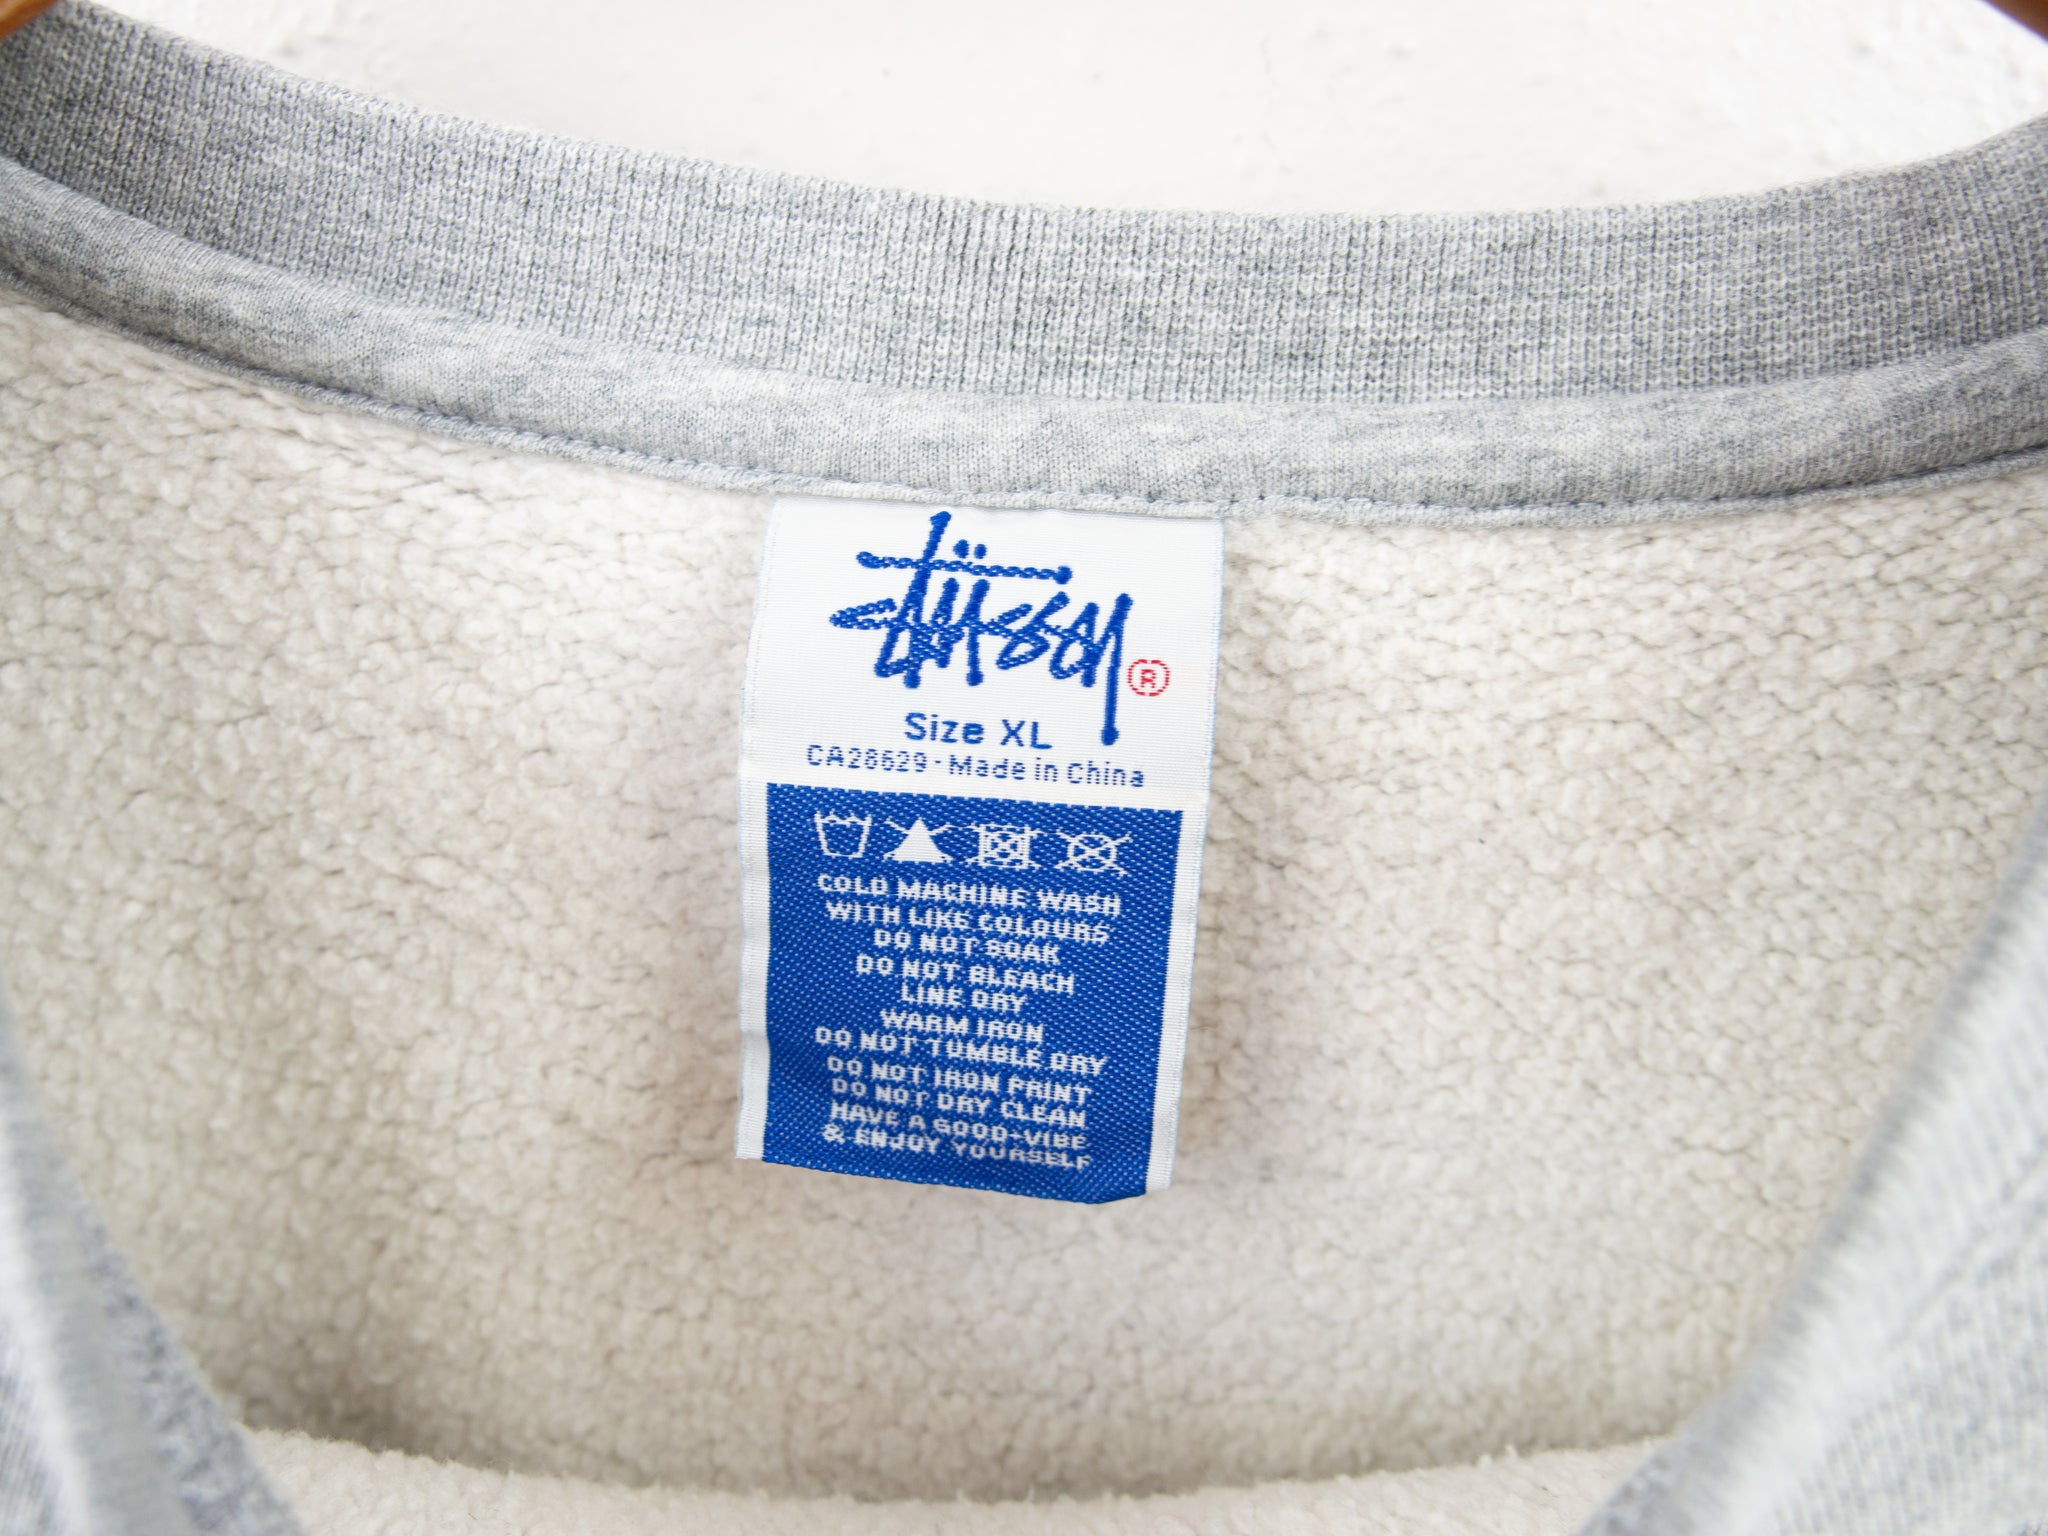 Stüssy ®
Size XL
CA28629 · Made in China
COLD MACHINE WASH
WITH LIKE COLOURS
DO NOT SOAK
DO NOT BLEACH
LINE DRY
WARM IRON
DO NOT TUMBLE DRY
DO NOT IRON PRINT
DO NOT DRY CLEAN
HAVE A GOOD-VIBE
& ENJOY YOURSELF